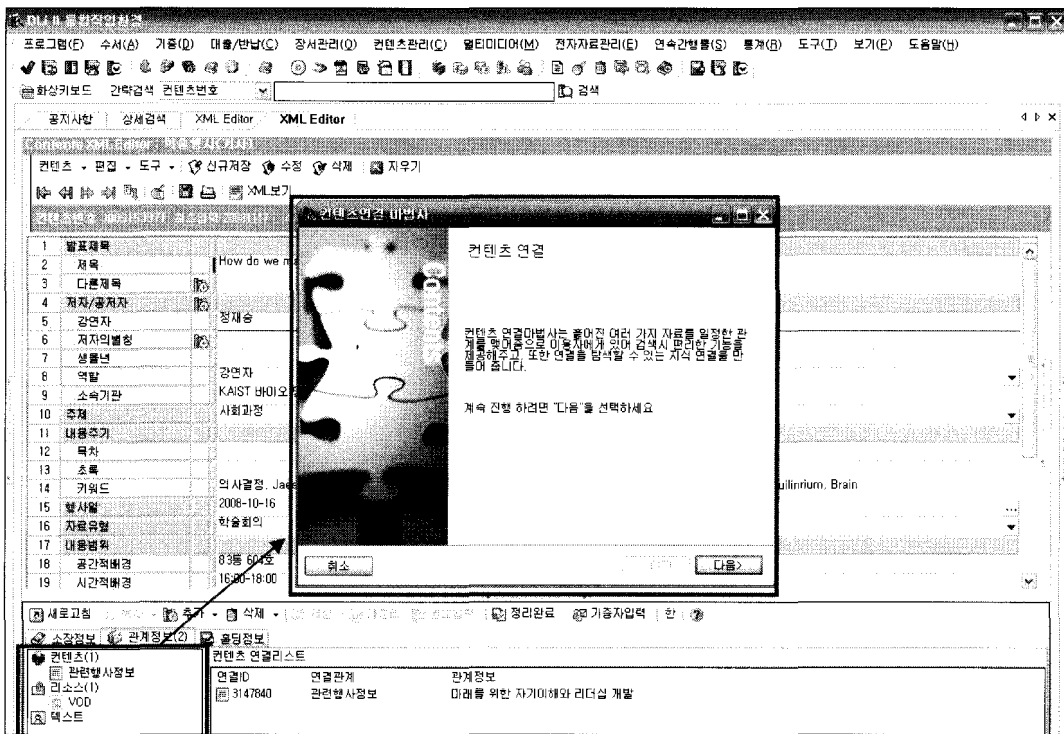 DLi II 통합작업환경
프로그램(F) 수서(A) 기증(D) 대출/반납(C) 장서관리(O) 컨텐츠관리(C) 멀티미디어(M) 전자자료관리(E) 연속간행물(S) 통계(R) 도구(T) 보기(P) 도움말(H)
화상키보드 간략검색 컨텐츠번호 검색
공지사항 상세검색 XML Editor XML Editor
Contents XML Editor
컨텐츠 편집 도구 신규저장 수정 삭제 지우기
XML보기
컨텐츠연결 마법사
컨텐츠 연결
컨텐츠 연결마법사는 흩어진 여러 가지 자료를 일정한 관
계를 맺어줌으로 이용자에게 있어 검색시 편리한 기능을
제공해주고, 또한 연결을 탐색할 수 있는 지식 연결을 만
들어 줍니다.
계속 진행 하려면 "다음"을 선택하세요
취소 다음>
1 발표제목
2 제목 How do we m
3 다른제목
4 저자/공저자
5 강연자 정재승
6 저자의별칭
7 생몰년
8 역할 강연자
9 소속기관 KAIST 바이오
10 주제 사회과정
11 내용주기
12 목차
13 초록
14 키워드 의사결정, Jae uilinrium, Brain
15 행사일 2008-10-16
16 자료유형 학술회의
17 내용범위
18 공간적배경 83동 604호
19 시간적배경 16:00-18:00
새로고침 추가 삭제 정리완료 기증자입력 한
소장정보 관계정보(2) 홀딩정보
컨텐츠(1) 컨텐츠 연결리스트
관련행사정보 연결ID 연결관계 관계정보
리소스(1) 3147840 관련행사정보 미래를 위한 자기이해와 리더십 개발
VOD
텍스트